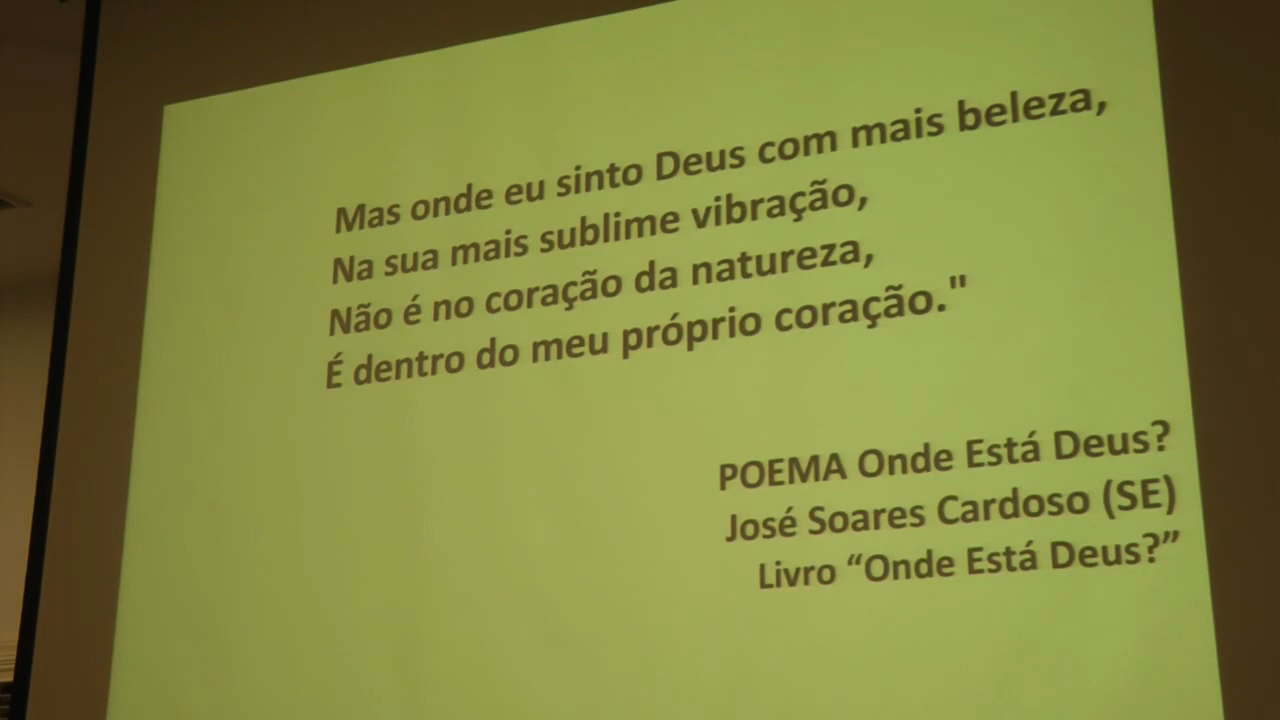 Mas onde eu sinto Deus com mais beleza,
Na sua mais sublime vibração,
Não é no coração da natureza,
É dentro do meu próprio coração."
POEMA Onde Está Deus?
José Soares Cardoso (SE)
Livro “Onde Está Deus?”